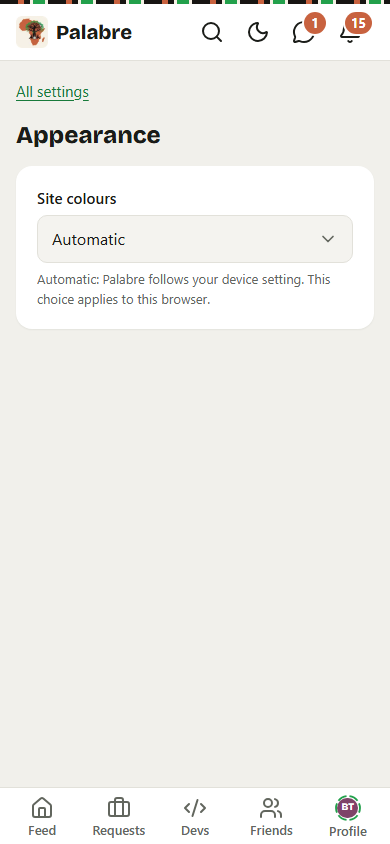 Palabre
1
15
All settings
Appearance
Site colours
Automatic
Automatic: Palabre follows your device setting. This
choice applies to this browser.
BT
Feed
Requests
Devs
Friends
Profile